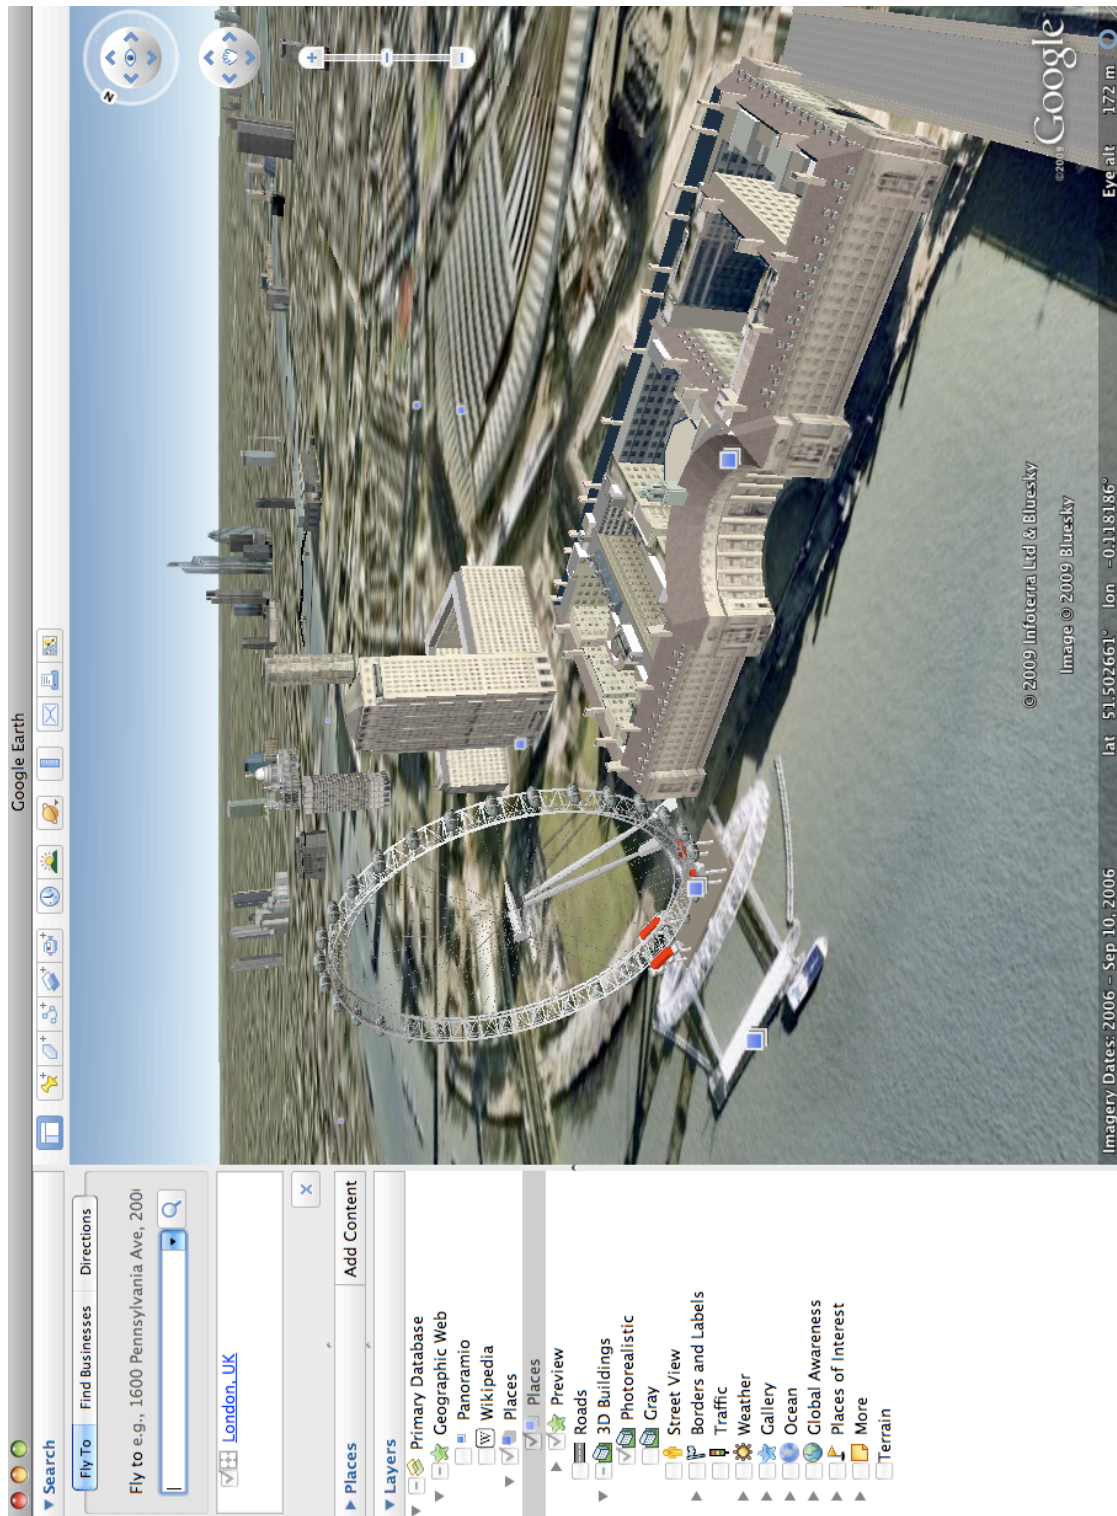 Google Earth
Search
Fly To
Find Businesses
Directions
Fly to e.g., 1600 Pennsylvania Ave, 2000
London, UK
Places
Add Content
Layers
Primary Database
Geographic Web
Panoramio
W Wikipedia
Places
Places
Preview
Roads
3D Buildings
Photorealistic
Gray
Street View
Borders and Labels
Traffic
Weather
Gallery
Ocean
Global Awareness
Places of Interest
More
Terrain
N
© 2009 Infoterra Ltd & Bluesky
Image © 2009 Bluesky
©2009 Google
Imagery Dates: 2006 – Sep 10, 2006 lat 51.502661° lon -0.118186° Eye alt 172 m